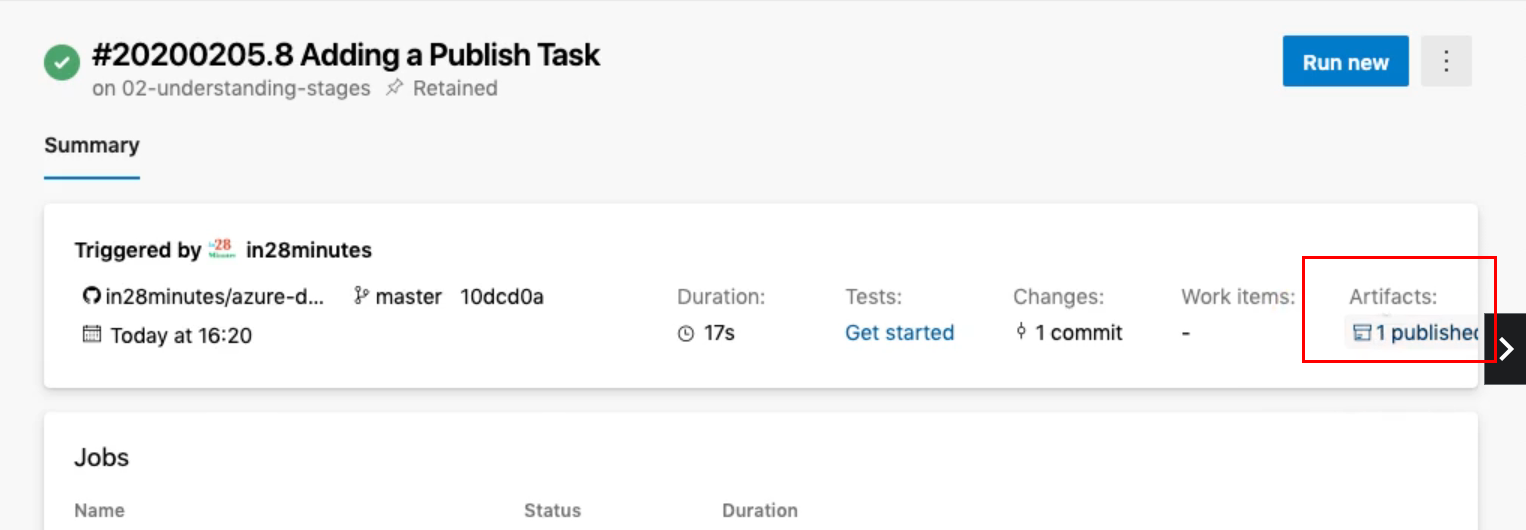 #20200205.8 Adding a Publish Task
on 02-understanding-stages Retained
Run new
Summary
Triggered by in28minutes
in28minutes/azure-d... master 10dcd0a
Today at 16:20
Duration:
17s
Tests:
Get started
Changes:
1 commit
Work items:
-
Artifacts:
1 published
Jobs
Name Status Duration